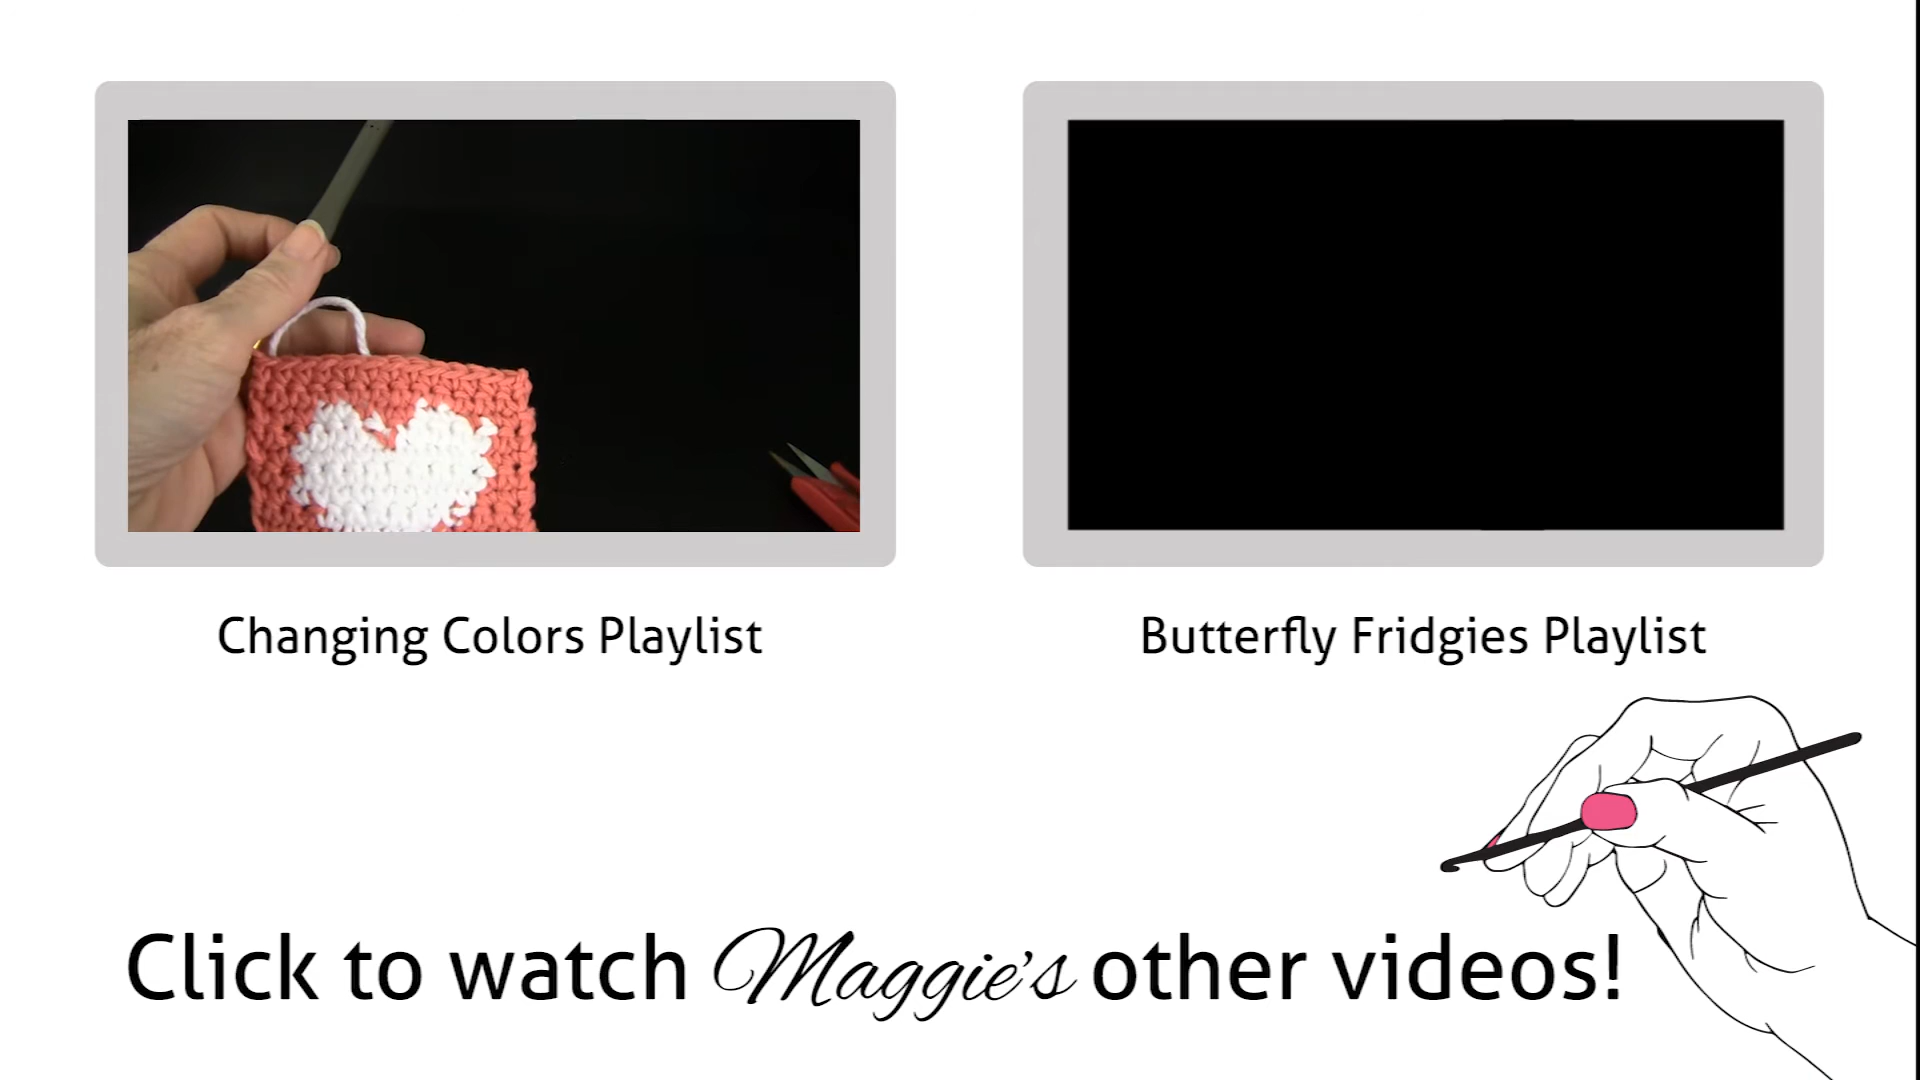 Changing Colors Playlist
Butterfly Fridgies Playlist
Click to watch Maggie's other videos!